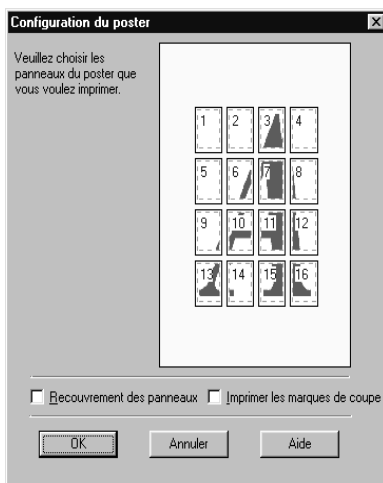 Configuration du poster
Veuillez choisir les
panneaux du poster que
vous voulez imprimer.
1 2 3 4
5 6 7 8
9 10 11 12
13 14 15 16
Recouvrement des panneaux Imprimer les marques de coupe
OK Annuler Aide